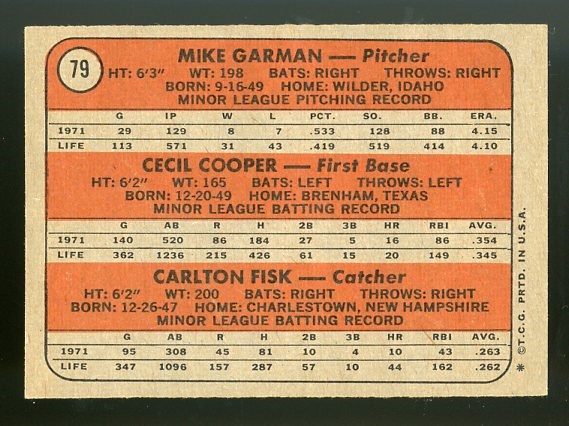 79
MIKE GARMAN — Pitcher
HT: 6'3" WT: 198 BATS: RIGHT THROWS: RIGHT
BORN: 9-16-49 HOME: WILDER, IDAHO
MINOR LEAGUE PITCHING RECORD
G IP W L PCT. SO. BB. ERA.
1971 29 129 8 7 .533 128 88 4.15
LIFE 113 571 31 43 .419 519 414 4.10
CECIL COOPER — First Base
HT: 6'2" WT: 165 BATS: LEFT THROWS: LEFT
BORN: 12-20-49 HOME: BRENHAM, TEXAS
MINOR LEAGUE BATTING RECORD
G AB R H 2B 3B HR RBI AVG.
1971 140 520 86 184 27 5 16 86 .354
LIFE 362 1236 215 426 61 15 20 149 .345
CARLTON FISK — Catcher
HT: 6'2" WT: 200 BATS: RIGHT THROWS: RIGHT
BORN: 12-26-47 HOME: CHARLESTOWN, NEW HAMPSHIRE
MINOR LEAGUE BATTING RECORD
G AB R H 2B 3B HR RBI AVG.
1971 95 308 45 81 10 4 10 43 .263
LIFE 347 1096 157 287 57 10 44 162 .262
* ©T.C.G. PRTD. IN U.S.A.